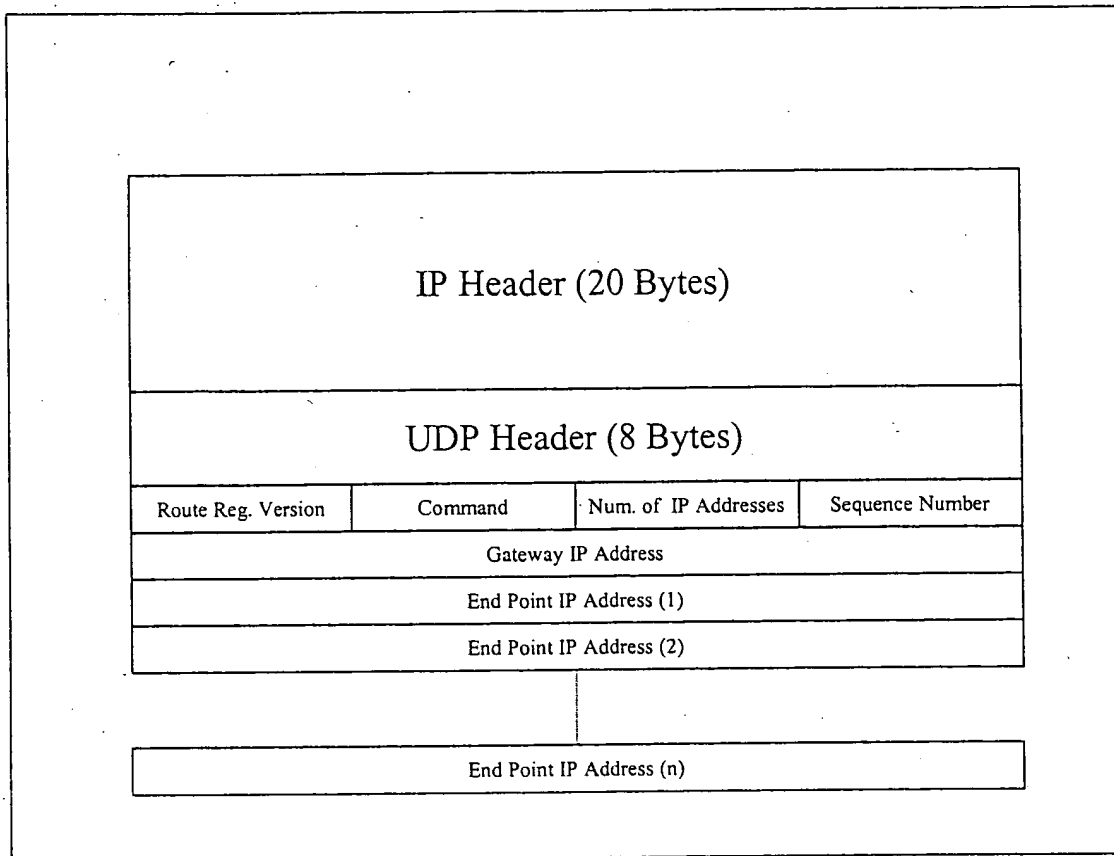 IP Header (20 Bytes)
UDP Header (8 Bytes)
Route Reg. Version Command Num. of IP Addresses Sequence Number
Gateway IP Address
End Point IP Address (1)
End Point IP Address (2)
End Point IP Address (n)